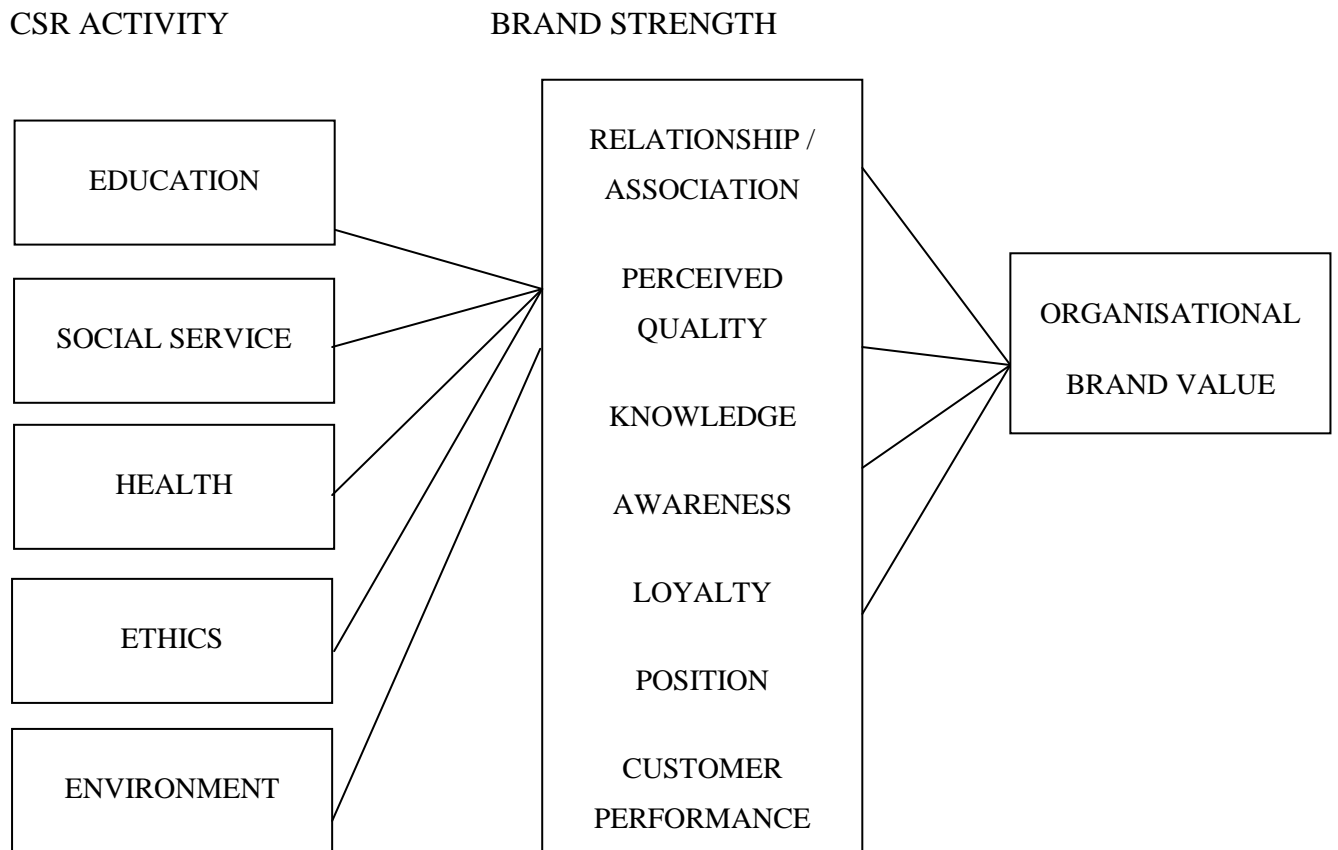 CSR ACTIVITY
BRAND STRENGTH
EDUCATION
SOCIAL SERVICE
HEALTH
ETHICS
ENVIRONMENT
RELATIONSHIP /
ASSOCIATION
PERCEIVED
QUALITY
KNOWLEDGE
AWARENESS
LOYALTY
POSITION
CUSTOMER
PERFORMANCE
ORGANISATIONAL
BRAND VALUE